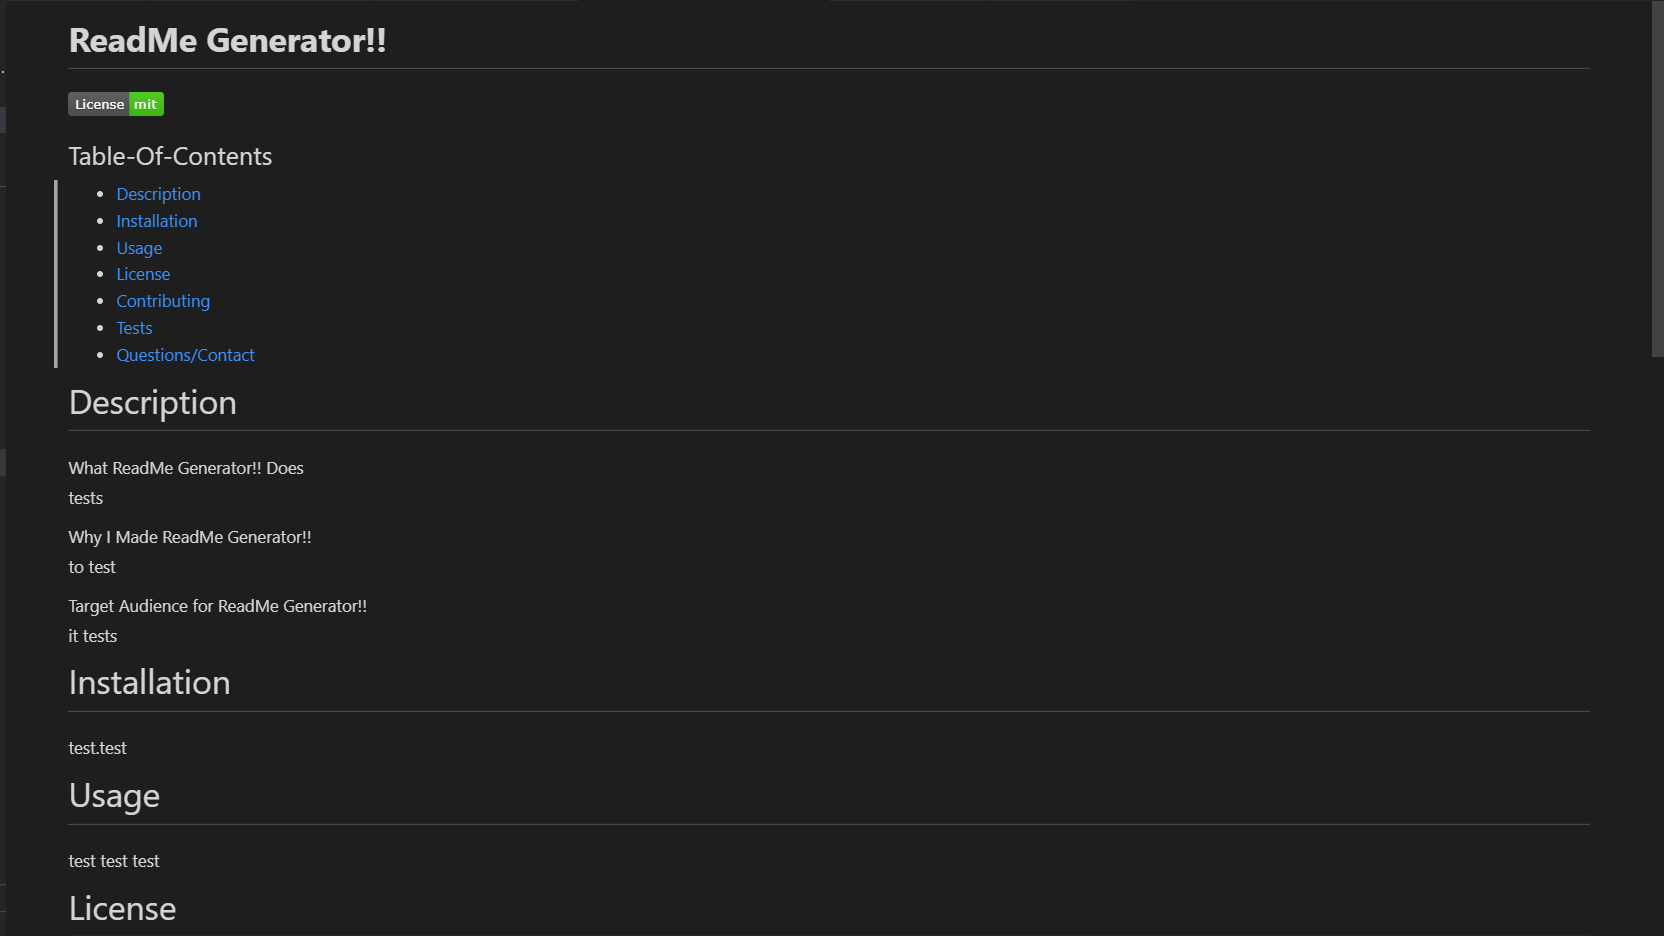 ReadMe Generator!!
License mit
Table-Of-Contents
Description
Installation
Usage
License
Contributing
Tests
Questions/Contact
Description
What ReadMe Generator!! Does
tests
Why I Made ReadMe Generator!!
to test
Target Audience for ReadMe Generator!!
it tests
Installation
test.test
Usage
test test test
License